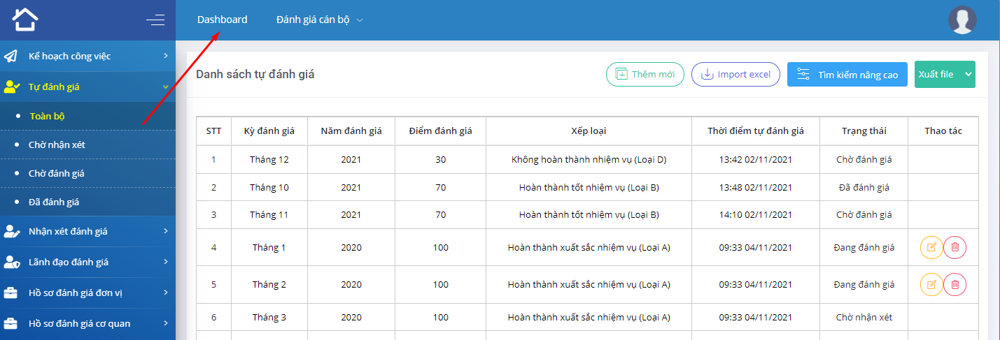 Dashboard Đánh giá cán bộ
Kế hoạch công việc
Tự đánh giá
Toàn bộ
Chờ nhận xét
Chờ đánh giá
Đã đánh giá
Nhận xét đánh giá
Lãnh đạo đánh giá
Hồ sơ đánh giá đơn vị
Hồ sơ đánh giá cơ quan
Danh sách tự đánh giá Thêm mới Import excel Tìm kiếm nâng cao Xuất file
STT Kỳ đánh giá Năm đánh giá Điểm đánh giá Xếp loại Thời điểm tự đánh giá Trạng thái Thao tác
1 Tháng 12 2021 30 Không hoàn thành nhiệm vụ (Loại D) 13:42 02/11/2021 Chờ đánh giá
2 Tháng 10 2021 70 Hoàn thành tốt nhiệm vụ (Loại B) 13:48 02/11/2021 Đã đánh giá
3 Tháng 11 2021 70 Hoàn thành tốt nhiệm vụ (Loại B) 14:10 02/11/2021 Chờ đánh giá
4 Tháng 1 2020 100 Hoàn thành xuất sắc nhiệm vụ (Loại A) 09:33 04/11/2021 Đang đánh giá
5 Tháng 2 2020 100 Hoàn thành xuất sắc nhiệm vụ (Loại A) 09:33 04/11/2021 Đang đánh giá
6 Tháng 3 2020 100 Hoàn thành xuất sắc nhiệm vụ (Loại A) 09:33 04/11/2021 Chờ nhận xét